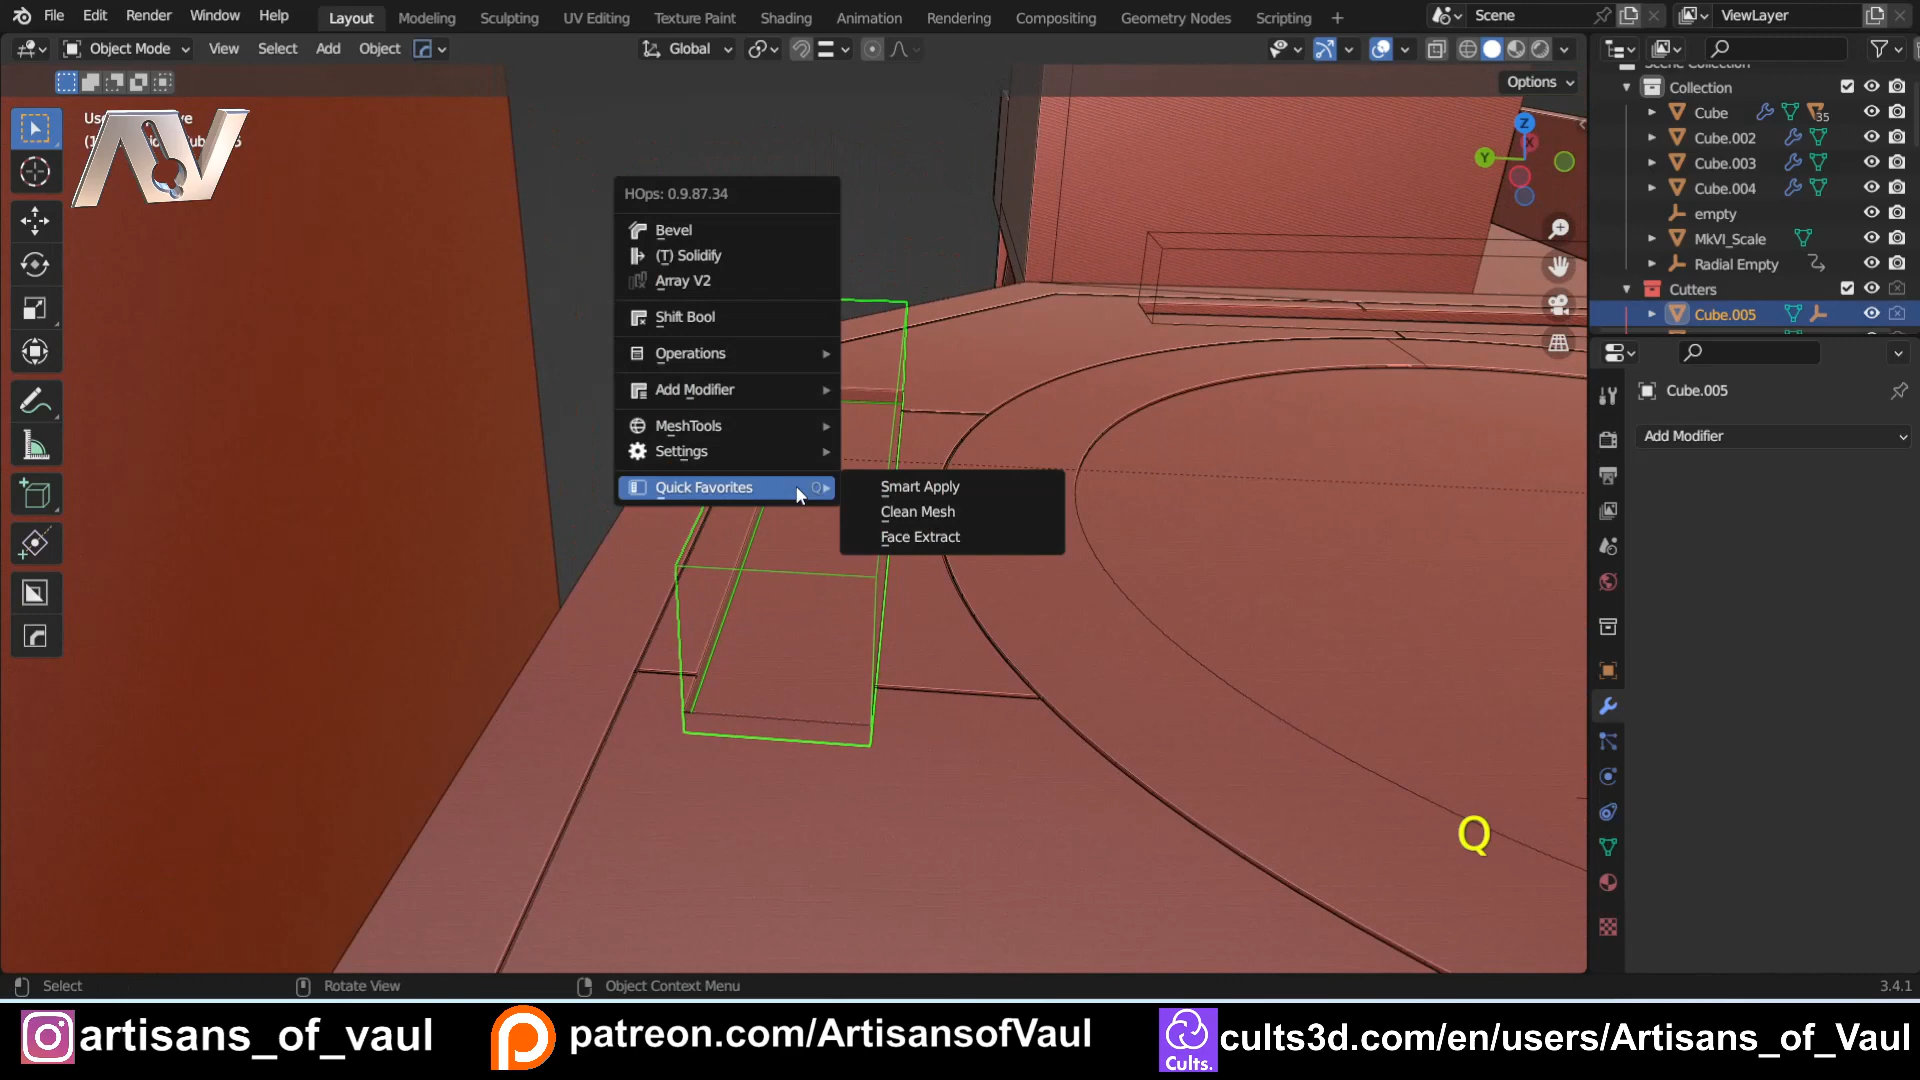 File Edit Render Window Help
Layout Modeling Sculpting UV Editing Texture Paint Shading Animation Rendering Compositing Geometry Nodes Scripting +
Scene
ViewLayer
Object Mode View Select Add Object
Global
Options
AV
HOps: 0.9.87.34
Bevel
(T) Solidify
Array V2
Shift Bool
Operations
Add Modifier
MeshTools
Settings
Quick Favorites Q
Smart Apply
Clean Mesh
Face Extract
Z
X
Y
Collection
Cube 35
Cube.002
Cube.003
Cube.004
empty
MkVI_Scale
Radial Empty
Cutters
Cube.005
Cube.005
Add Modifier
Q
Select Rotate View Object Context Menu
3.4.1
artisans_of_vaul
patreon.com/ArtisansofVaul
Cults.
cults3d.com/en/users/Artisans_of_Vaul